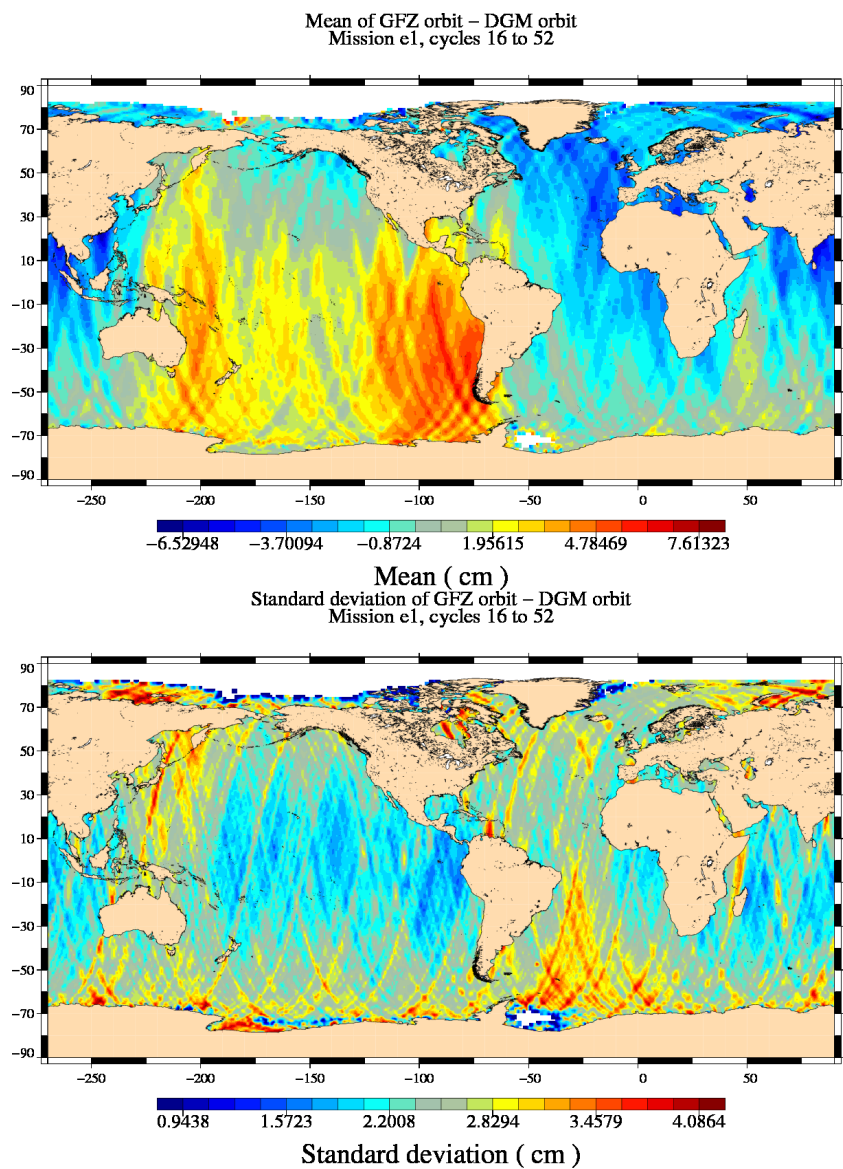 Mean of GFZ orbit − DGM orbit
Mission e1, cycles 16 to 52
90
70
50
30
10
−10
−30
−50
−70
−90
−250 −200 −150 −100 −50 0 50
−6.52948 −3.70094 −0.8724 1.95615 4.78469 7.61323
Mean ( cm )
Standard deviation of GFZ orbit − DGM orbit
Mission e1, cycles 16 to 52
90
70
50
30
10
−10
−30
−50
−70
−90
−250 −200 −150 −100 −50 0 50
0.9438 1.5723 2.2008 2.8294 3.4579 4.0864
Standard deviation ( cm )